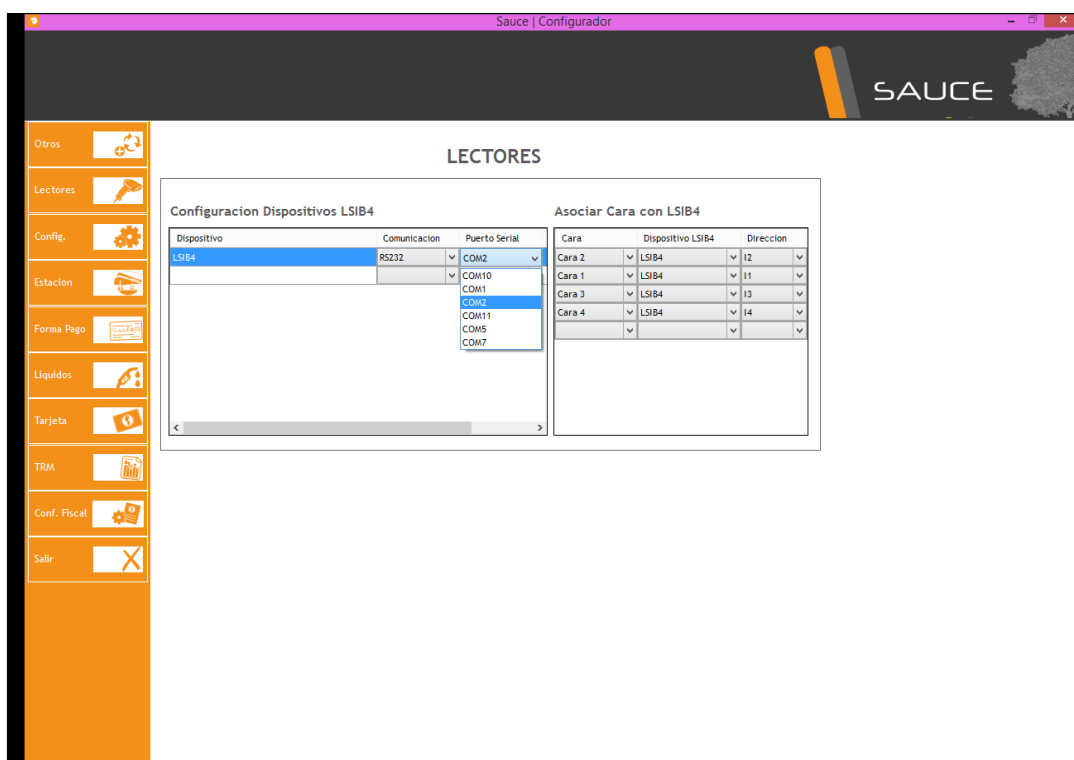 Sauce | Configurador
SAUCE
Otros
Lectores
Config.
Estacion
Forma Pago
Liquidos
Tarjeta
TRM
Conf. Fiscal
Salir
LECTORES
Configuracion Dispositivos LSIB4
Dispositivo Comunicacion Puerto Serial
LSIB4 RS232 COM2
COM10
COM1
COM2
COM11
COM5
COM7
Asociar Cara con LSIB4
Cara Dispositivo LSIB4 Direccion
Cara 2 LSIB4 I2
Cara 1 LSIB4 I1
Cara 3 LSIB4 I3
Cara 4 LSIB4 I4